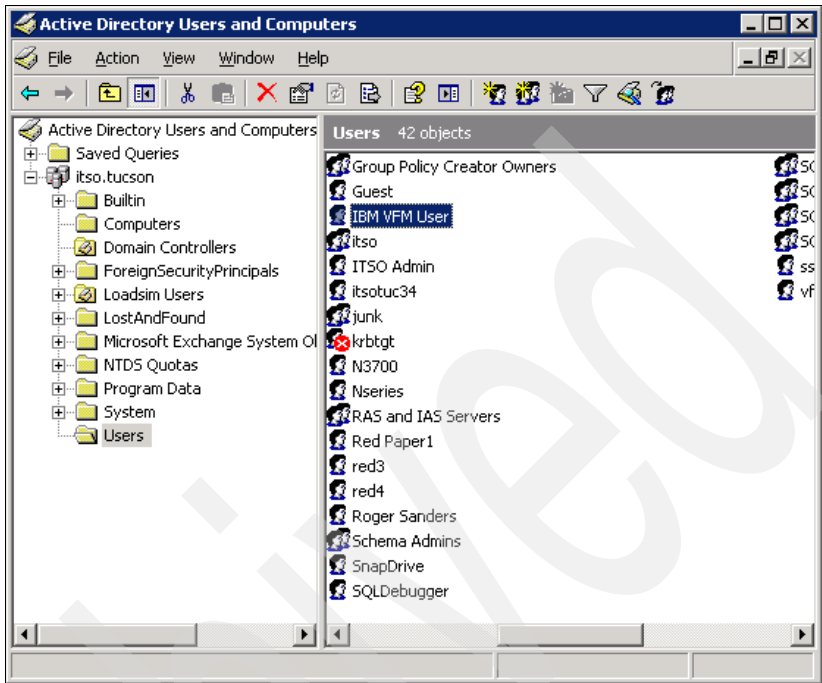 Active Directory Users and Computers
File Action View Window Help
Active Directory Users and Computers
Saved Queries
itso.tucson
Builtin
Computers
Domain Controllers
ForeignSecurityPrincipals
Loadsim Users
LostAndFound
Microsoft Exchange System Ol
NTDS Quotas
Program Data
System
Users
Users 42 objects
Group Policy Creator Owners
Guest
IBM VFM User
itso
ITSO Admin
itsotuc34
junk
krbtgt
N3700
Nseries
RAS and IAS Servers
Red Paper1
red3
red4
Roger Sanders
Schema Admins
SnapDrive
SQLDebugger
ss
vf